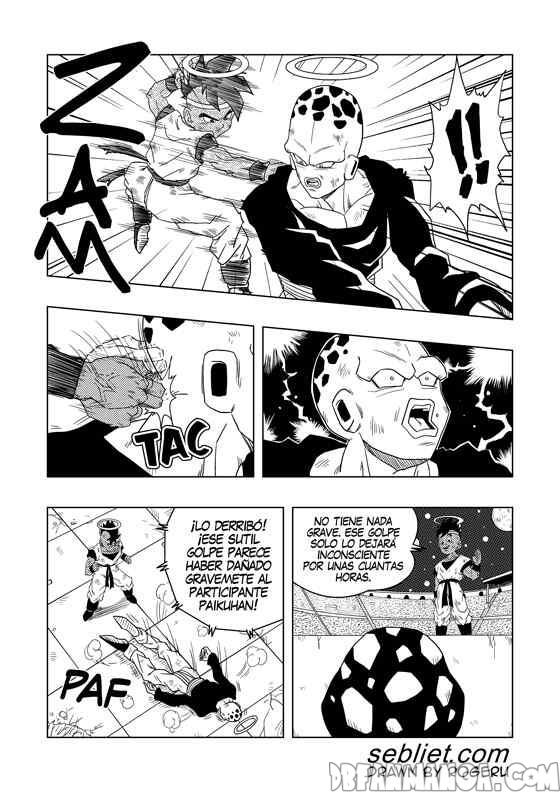 ZAM
!!
TAC
¡LO DERRIBÓ!
¡ESE SUTIL
GOLPE PARECE
HABER DAÑADO
GRAVEMETE AL
PARTICIPANTE
PAIKUHAN!
PAF
NO TIENE NADA
GRAVE. ESE GOLPE
SOLO LO DEJARÁ
INCONSCIENTE
POR UNAS CUANTAS
HORAS.
sebliet.com
DRAWN BY ROGERU
DBFANMANGA.COM